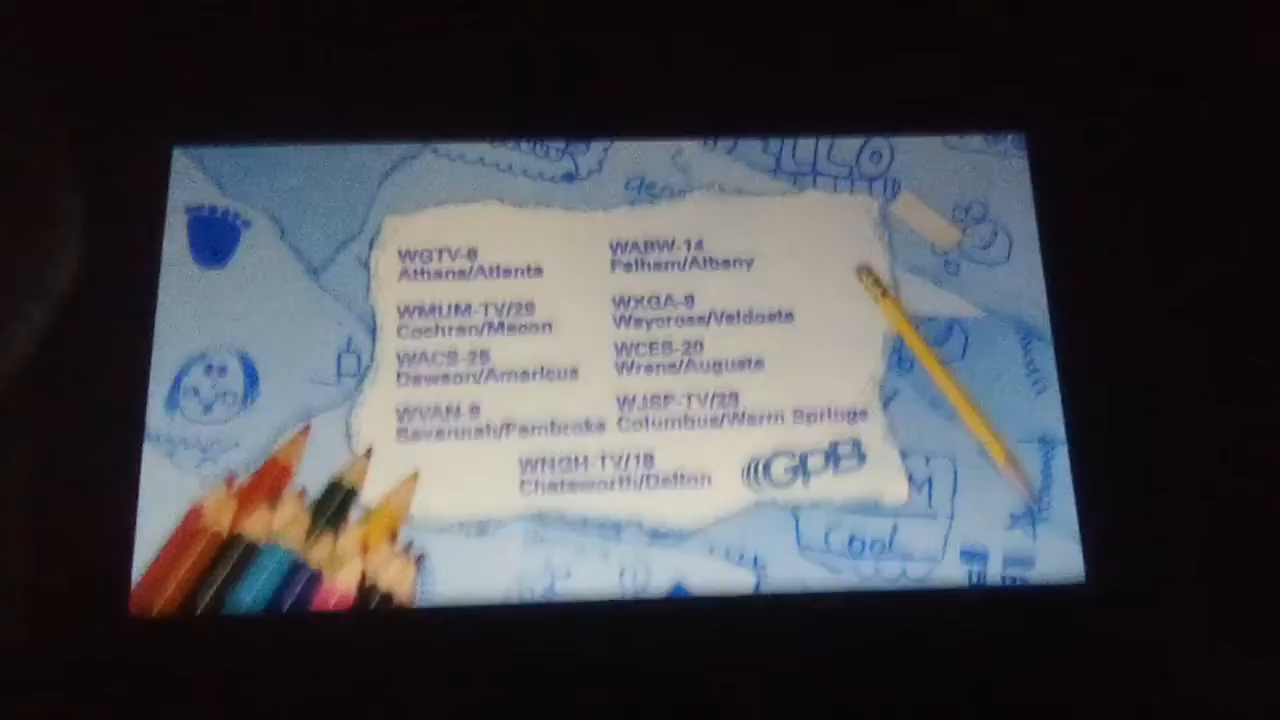 WGTV-8
Athens/Atlanta
WABW-14
Pelham/Albany
WMUM-TV/29
Cochran/Macon
WXGA-8
Waycross/Valdosta
WACS-25
Dawson/Americus
WCES-20
Wrens/Augusta
WVAN-9
Savannah/Pembroke
WJSP-TV/28
Columbus/Warm Springs
WNGH-TV/18
Chatsworth/Dalton
GPB
Cool